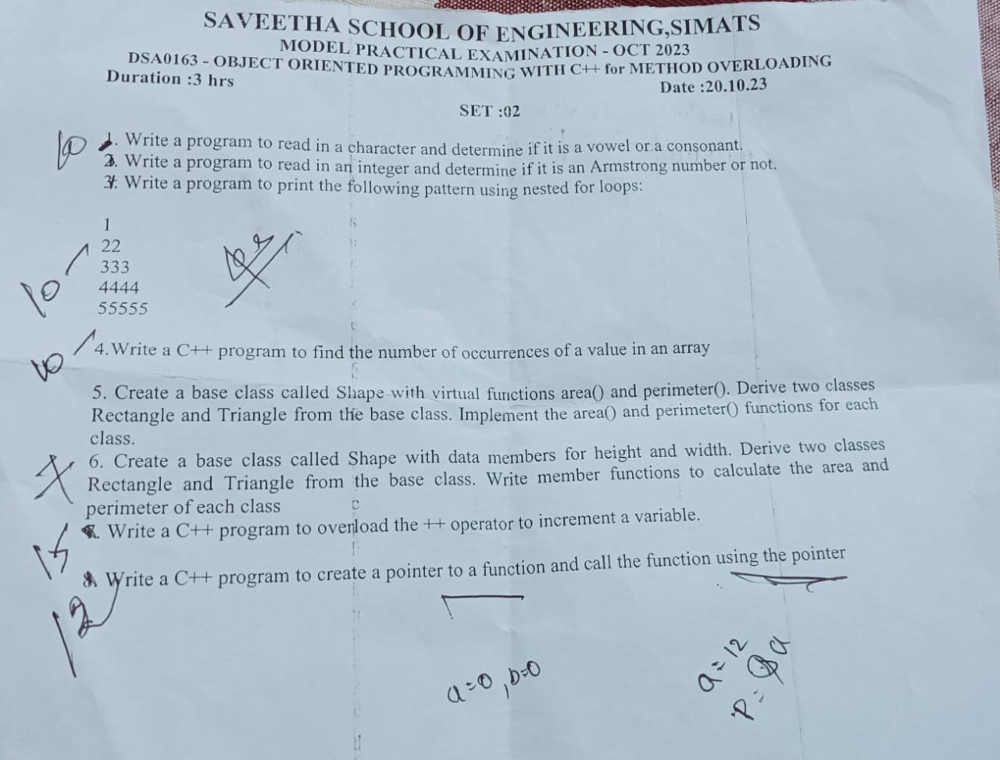 SAVEETHA SCHOOL OF ENGINEERING,SIMATS
MODEL PRACTICAL EXAMINATION - OCT 2023
DSA0163 - OBJECT ORIENTED PROGRAMMING WITH C++ for METHOD OVERLOADING
Duration :3 hrs
Date :20.10.23
SET :02
10
1. Write a program to read in a character and determine if it is a vowel or a consonant.
2. Write a program to read in an integer and determine if it is an Armstrong number or not.
3. Write a program to print the following pattern using nested for loops:
1
22
333
4444
55555
10
4. Write a C++ program to find the number of occurrences of a value in an array
10
5. Create a base class called Shape with virtual functions area() and perimeter(). Derive two classes
Rectangle and Triangle from the base class. Implement the area() and perimeter() functions for each
class.
6. Create a base class called Shape with data members for height and width. Derive two classes
Rectangle and Triangle from the base class. Write member functions to calculate the area and
perimeter of each class
. Write a C++ program to overload the ++ operator to increment a variable.
15
8. Write a C++ program to create a pointer to a function and call the function using the pointer
12
a=0, b=0
a=12